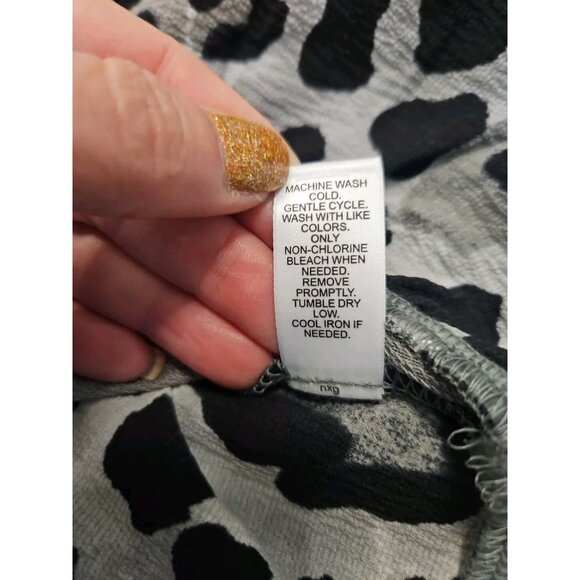 MACHINE WASH
COLD.
GENTLE CYCLE.
WASH WITH LIKE
COLORS.
ONLY
NON-CHLORINE
BLEACH WHEN
NEEDED.
REMOVE
PROMPTLY.
TUMBLE DRY
LOW.
COOL IRON IF
NEEDED.
nxg